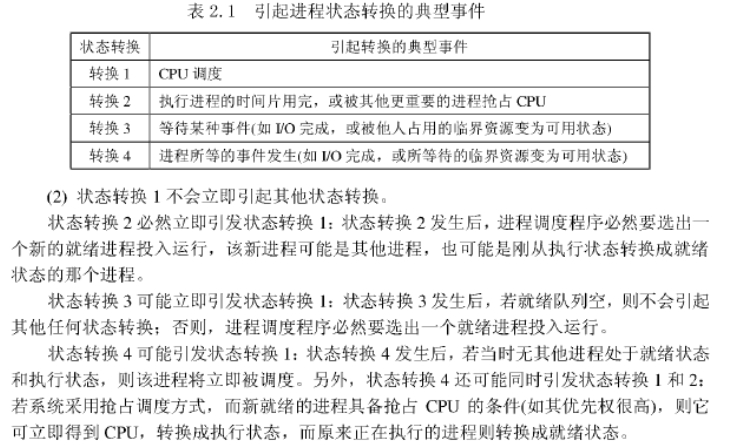 表 2.1 引起进程状态转换的典型事件
状态转换 引起转换的典型事件
转换 1 CPU 调度
转换 2 执行进程的时间片用完，或被其他更重要的进程抢占 CPU
转换 3 等待某种事件(如 I/O 完成，或被他人占用的临界资源变为可用状态)
转换 4 进程所等的事件发生(如 I/O 完成，或所等待的临界资源变为可用状态)
(2) 状态转换 1 不会立即引起其他状态转换。
状态转换 2 必然立即引发状态转换 1：状态转换 2 发生后，进程调度程序必然要选出一
个新的就绪进程投入运行，该新进程可能是其他进程，也可能是刚从执行状态转换成就绪
状态的那个进程。
状态转换 3 可能立即引发状态转换 1：状态转换 3 发生后，若就绪队列空，则不会引起
其他任何状态转换；否则，进程调度程序必然要选出一个就绪进程投入运行。
状态转换 4 可能引发状态转换 1：状态转换 4 发生后，若当时无其他进程处于就绪状态
和执行状态，则该进程将立即被调度。另外，状态转换 4 还可能同时引发状态转换 1 和 2：
若系统采用抢占调度方式，而新就绪的进程具备抢占 CPU 的条件(如其优先权很高)，则它
可立即得到 CPU，转换成执行状态，而原来正在执行的进程则转换成就绪状态。